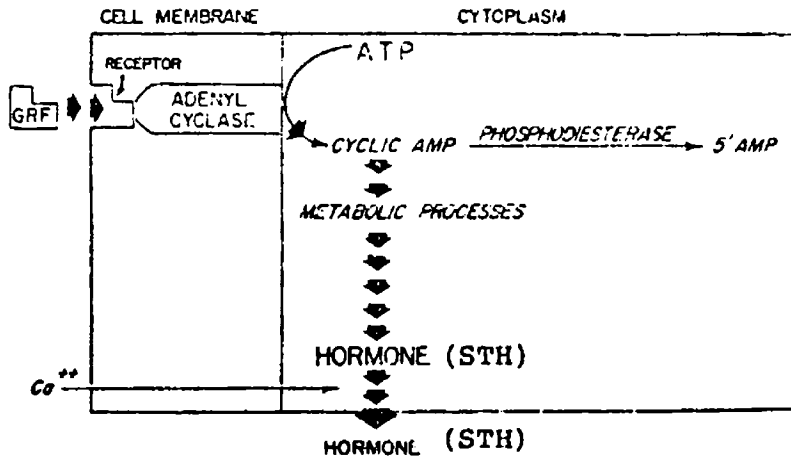 CELL MEMBRANE CYTOPLASM
ATP
RECEPTOR
GRF
ADENYL
CYCLASE
CYCLIC AMP PHOSPHODIESTERASE 5' AMP
METABOLIC PROCESSES
HORMONE (STH)
Ca++
HORMONE (STH)